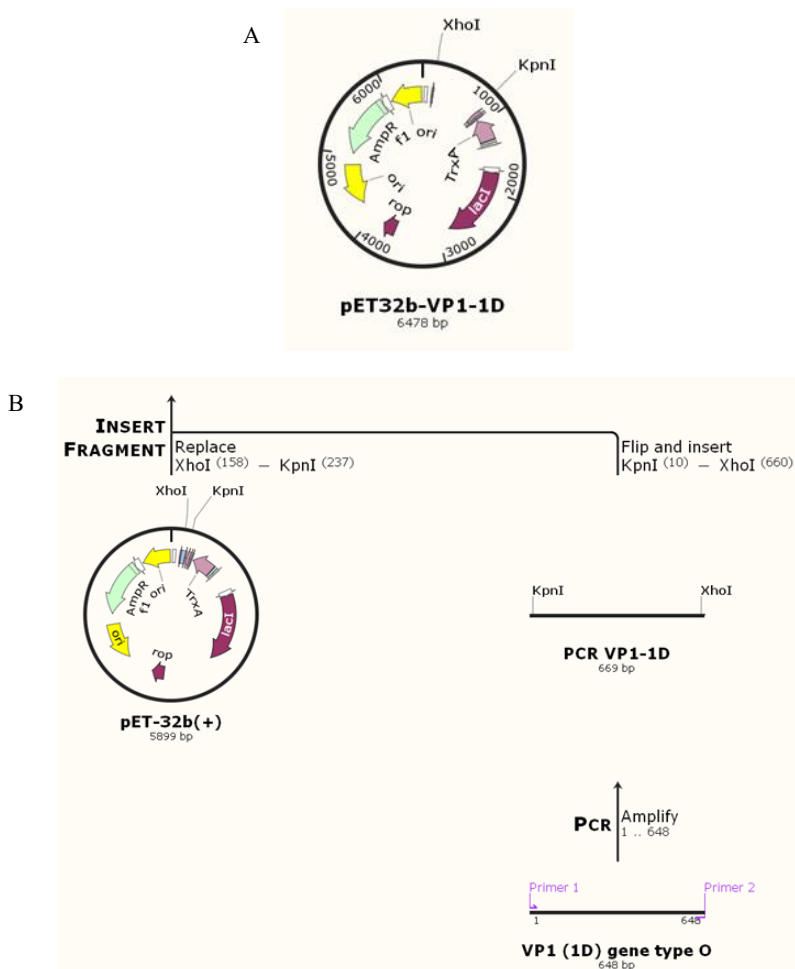 A
XhoI
KpnI
6000
1000
AmpR
f1 ori
TrxA
5000
ori
2000
lacI
rop
4000
3000
pET32b-VP1-1D
6478 bp
B
INSERT
FRAGMENT
Replace
XhoI (158) – KpnI (237)
Flip and insert
KpnI (10) – XhoI (660)
XhoI
KpnI
AmpR
f1 ori
TrxA
ori
lacI
rop
pET-32b(+)
5899 bp
KpnI
XhoI
PCR VP1-1D
669 bp
PCR
Amplify
1 .. 648
Primer 1
Primer 2
1
648
VP1 (1D) gene type O
648 bp